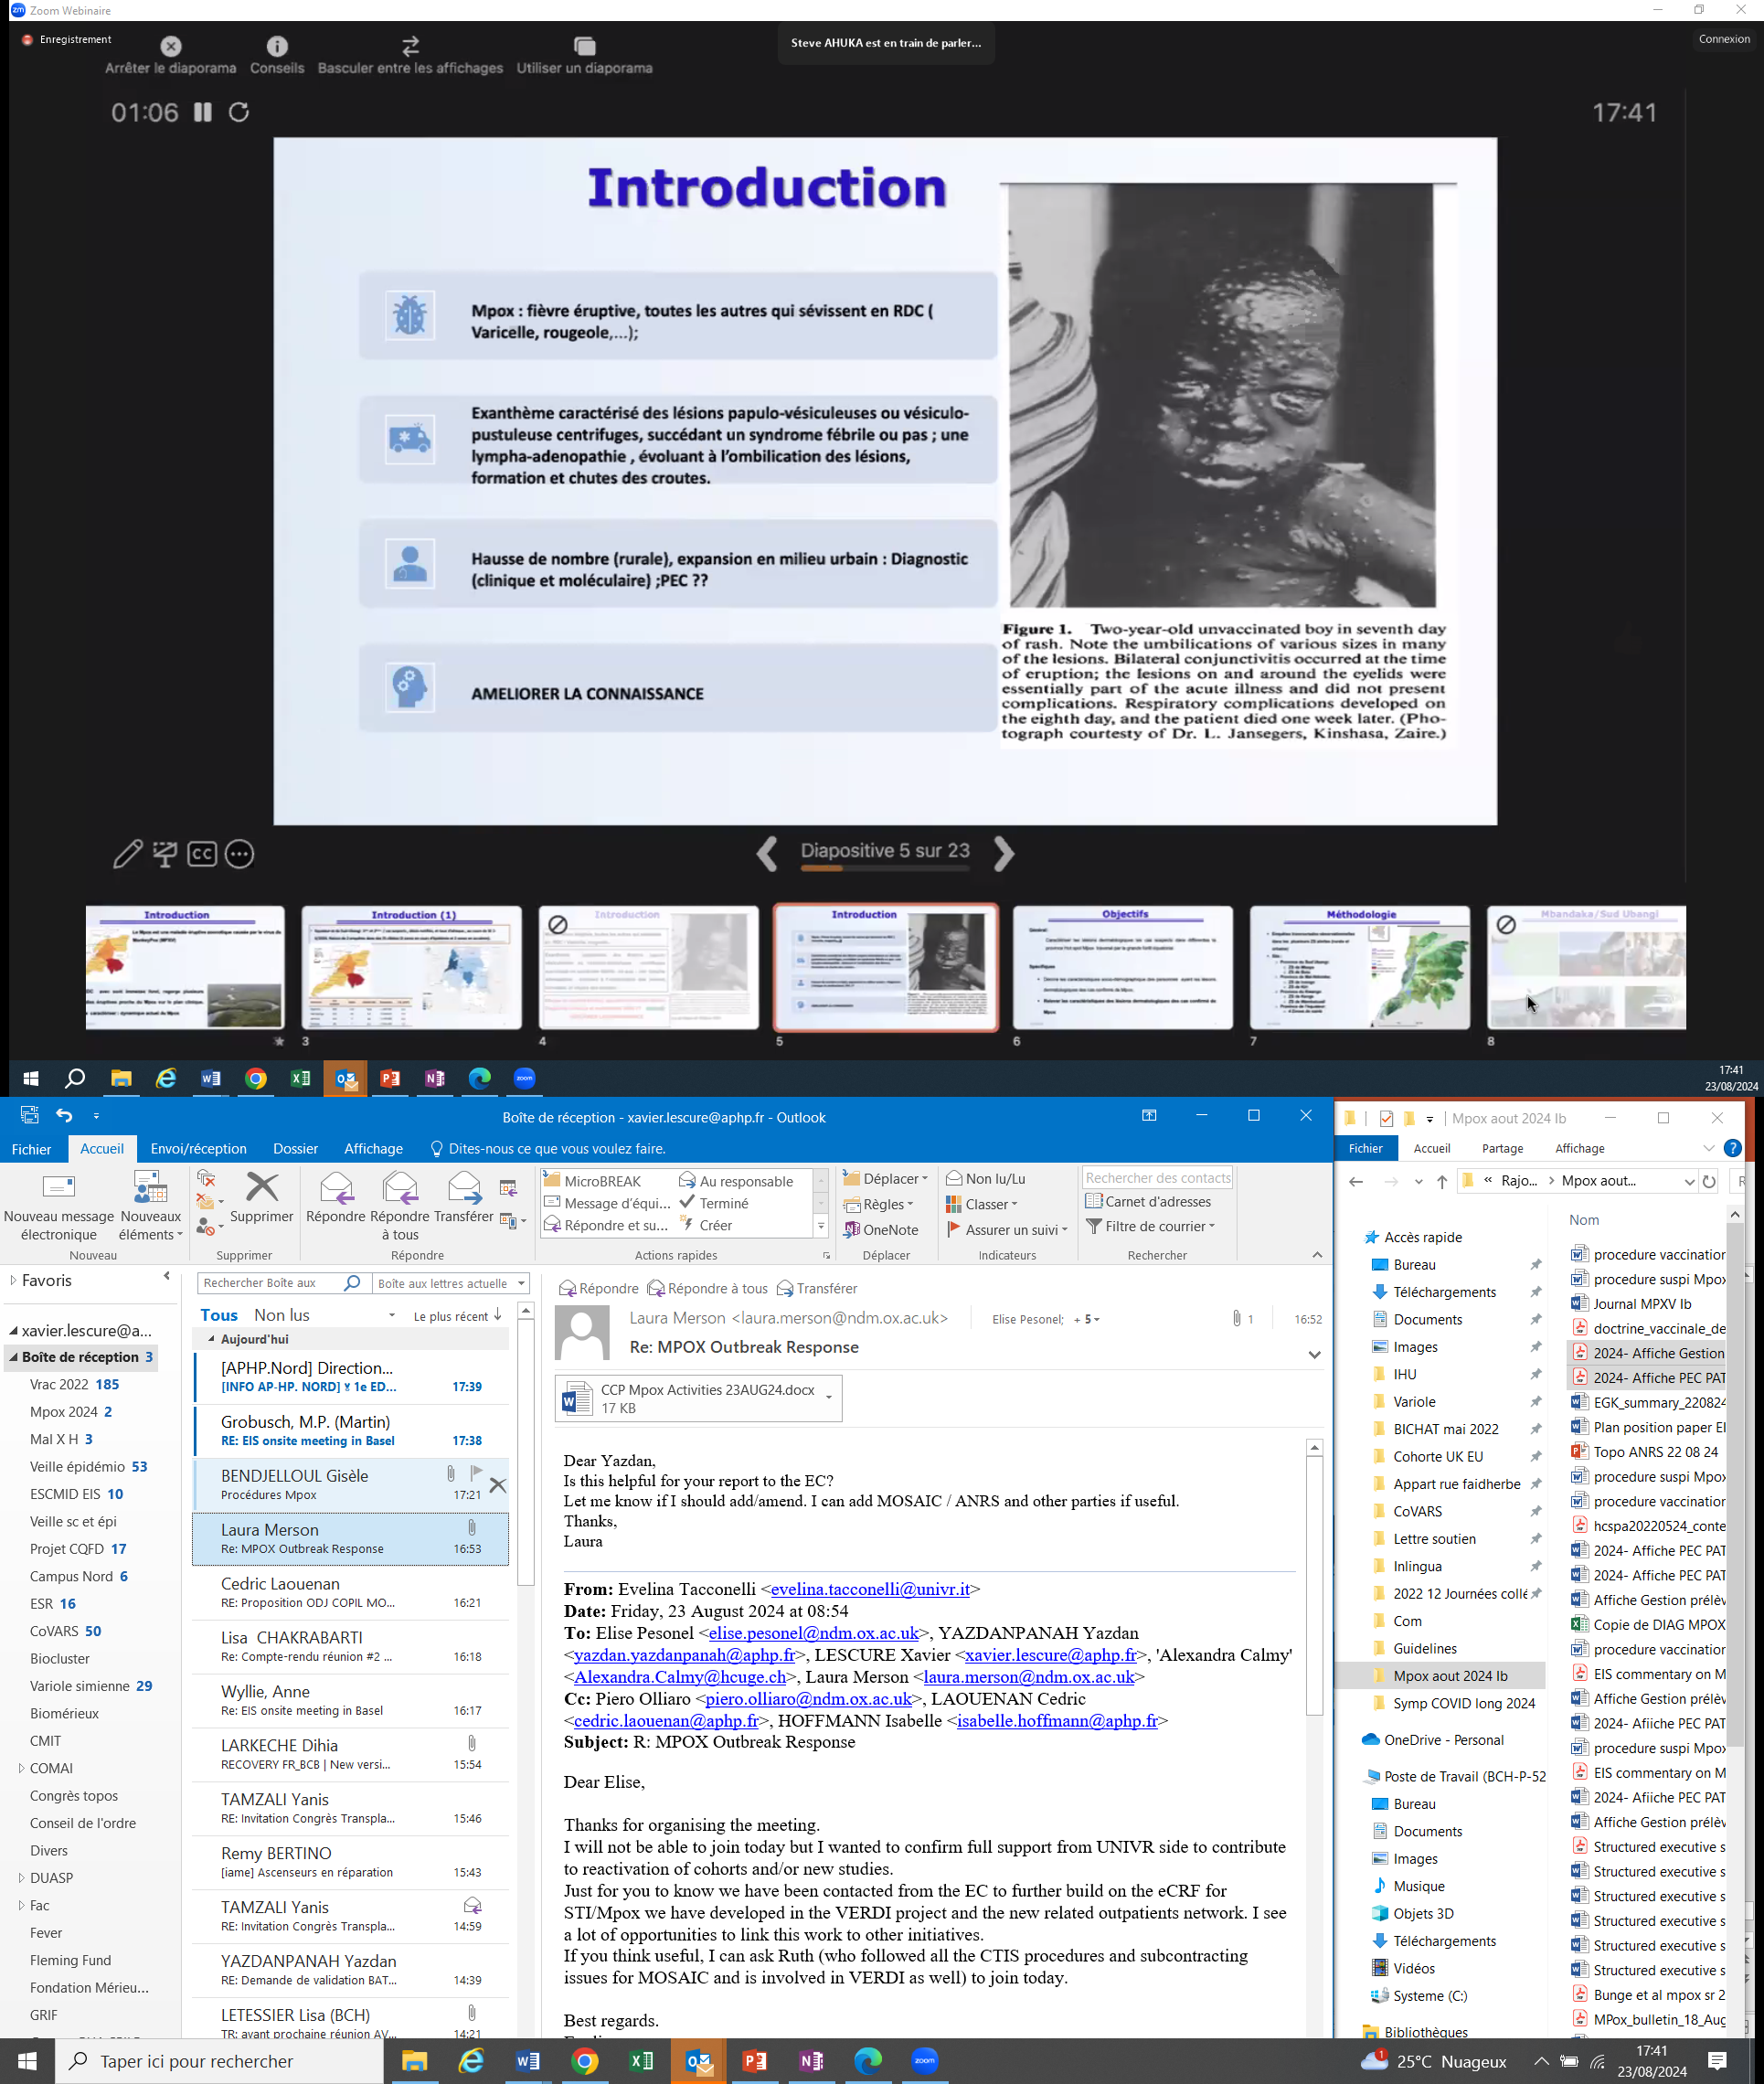 Zoom Webinaire
Enregistrement
Arrêter le diaporama
Conseils
Basculer entre les affichages
Utiliser un diaporama
Steve AHUKA est en train de parler...
Connexion
01:06
17:41
Introduction
Mpox : fièvre éruptive, toutes les autres qui sévissent en RDC (
Varicelle, rougeole,...);
Exanthème caractérisé des lésions papulo-vésiculeuses ou vésiculo-
pustuleuse centrifuges, succédant un syndrome fébrile ou pas ; une
lympha-adenopathie , évoluant à l'ombilication des lésions,
formation et chutes des croutes.
Hausse de nombre (rurale), expansion en milieu urbain : Diagnostic
(clinique et moléculaire) ;PEC ??
AMELIORER LA CONNAISSANCE
Figure 1. Two-year-old unvaccinated boy in seventh day
of rash. Note the umbilications of various sizes in many
of the lesions. Bilateral conjunctivitis occurred at the time
of eruption; the lesions on and around the eyelids were
essentially part of the acute illness and did not present
complications. Respiratory complications developed on
the eighth day, and the patient died one week later. (Pho-
tograph courtesty of Dr. L. Jansegers, Kinshasa, Zaire.)
CC
Diapositive 5 sur 23
Introduction
Introduction (1)
Introduction
Introduction
Objectifs
Méthodologie
Mbandaka/Sud Ubangi
3
4
5
6
7
8
17:41
23/08/2024
Boîte de réception - xavier.lescure@aphp.fr - Outlook
Fichier
Accueil
Envoi/réception
Dossier
Affichage
Dites-nous ce que vous voulez faire.
Nouveau message
électronique
Nouveaux
éléments
Nouveau
Supprimer
Supprimer
Répondre
Répondre
à tous
Transférer
Répondre
MicroBREAK
Message d'équi...
Répondre et su...
Au responsable
Terminé
Créer
Actions rapides
Déplacer
Règles
OneNote
Déplacer
Non lu/Lu
Classer
Assurer un suivi
Indicateurs
Rechercher des contacts
Carnet d'adresses
Filtre de courrier
Rechercher
Favoris
xavier.lescure@a...
Boîte de réception 3
Vrac 2022 185
Mpox 2024 2
Mal X H 3
Veille épidémio 53
ESCMID EIS 10
Veille sc et épi
Projet CQFD 17
Campus Nord 6
ESR 16
CoVARS 50
Biocluster
Variole simienne 29
Biomérieux
CMIT
COMAI
Congrès topos
Conseil de l'ordre
Divers
DUASP
Fac
Fever
Fleming Fund
Fondation Mérieu...
GRIF
Rechercher Boîte aux
Boîte aux lettres actuelle
Tous Non lus
Le plus récent
Aujourd'hui
[APHP.Nord] Direction...
[INFO AP-HP. NORD] 1e ED... 17:39
Grobusch, M.P. (Martin)
RE: EIS onsite meeting in Basel 17:38
BENDJELLOUL Gisèle
Procédures Mpox 17:21
Laura Merson
Re: MPOX Outbreak Response 16:53
Cedric Laouenan
RE: Proposition ODJ COPIL MO... 16:21
Lisa CHAKRABARTI
Re: Compte-rendu réunion #2 ... 16:18
Wyllie, Anne
Re: EIS onsite meeting in Basel 16:17
LARKECHE Dihia
RECOVERY FR_BCB | New versi... 15:54
TAMZALI Yanis
RE: Invitation Congrès Transpla... 15:46
Remy BERTINO
[iame] Ascenseurs en réparation 15:43
TAMZALI Yanis
RE: Invitation Congrès Transpla... 14:59
YAZDANPANAH Yazdan
RE: Demande de validation BAT... 14:39
LETESSIER Lisa (BCH)
TR: avant prochaine réunion AV... 14:21
Répondre
Répondre à tous
Transférer
Laura Merson <laura.merson@ndm.ox.ac.uk>
Elise Pesonel; + 5
1
16:52
Re: MPOX Outbreak Response
CCP Mpox Activities 23AUG24.docx
17 KB
Dear Yazdan,
Is this helpful for your report to the EC?
Let me know if I should add/amend. I can add MOSAIC / ANRS and other parties if useful.
Thanks,
Laura
From: Evelina Tacconelli <evelina.tacconelli@univr.it>
Date: Friday, 23 August 2024 at 08:54
To: Elise Pesonel <elise.pesonel@ndm.ox.ac.uk>, YAZDANPANAH Yazdan
<yazdan.yazdanpanah@aphp.fr>, LESCURE Xavier <xavier.lescure@aphp.fr>, 'Alexandra Calmy'
<Alexandra.Calmy@hcuge.ch>, Laura Merson <laura.merson@ndm.ox.ac.uk>
Cc: Piero Olliaro <piero.olliaro@ndm.ox.ac.uk>, LAOUENAN Cedric
<cedric.laouenan@aphp.fr>, HOFFMANN Isabelle <isabelle.hoffmann@aphp.fr>
Subject: R: MPOX Outbreak Response
Dear Elise,
Thanks for organising the meeting.
I will not be able to join today but I wanted to confirm full support from UNIVR side to contribute
to reactivation of cohorts and/or new studies.
Just for you to know we have been contacted from the EC to further build on the eCRF for
STI/Mpox we have developed in the VERDI project and the new related outpatients network. I see
a lot of opportunities to link this work to other initiatives.
If you think useful, I can ask Ruth (who followed all the CTIS procedures and subcontracting
issues for MOSAIC and is involved in VERDI as well) to join today.
Best regards.
Mpox aout 2024 lb
Fichier
Accueil
Partage
Affichage
Rajo...
Mpox aout...
Accès rapide
Bureau
Téléchargements
Documents
Images
IHU
Variole
BICHAT mai 2022
Cohorte UK EU
Appart rue faidherbe
CoVARS
Lettre soutien
Inlingua
2022 12 Journées collé
Com
Guidelines
Mpox aout 2024 lb
Symp COVID long 2024
OneDrive - Personal
Poste de Travail (BCH-P-52
Bureau
Documents
Images
Musique
Objets 3D
Téléchargements
Vidéos
Systeme (C:)
Bibliothèques
Nom
procedure vaccination
procedure suspi Mpox
Journal MPXV lb
doctrine_vaccinale_de
2024- Affiche Gestion
2024- Affiche PEC PAT
EGK_summary_220824
Plan position paper EI
Topo ANRS 22 08 24
procedure suspi Mpox
procedure vaccination
hcspa20220524_conte
2024- Affiche PEC PAT
2024- Affiche PEC PAT
Affiche Gestion prélèv
Copie de DIAG MPOX
procedure vaccination
EIS commentary on M
Affiche Gestion prélèv
2024- Afiiche PEC PAT
procedure suspi Mpox
EIS commentary on M
2024- Afiiche PEC PAT
Affiche Gestion prélèv
Structured executive s
Structured executive s
Structured executive s
Structured executive s
Structured executive s
Structured executive s
Bunge et al mpox sr 2
MPox_bulletin_18_Aug
Taper ici pour rechercher
25°C Nuageux
17:41
23/08/2024